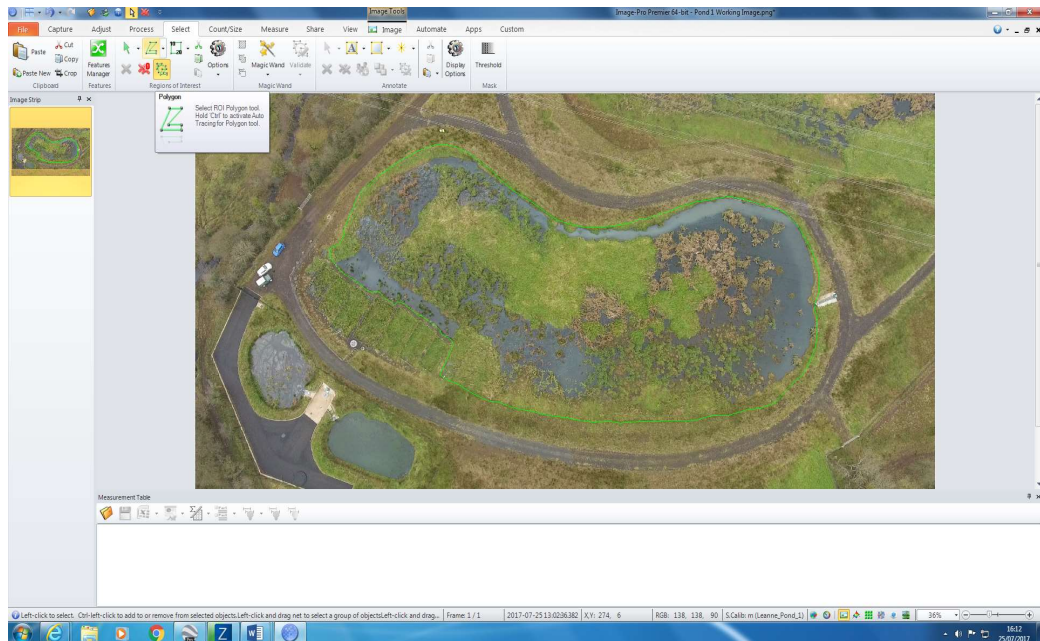 Image Tools
Image-Pro Premier 64-bit - Pond 1 Working Image.png*
File Capture Adjust Process Select Count/Size Measure Share View Image Automate Apps Custom
Paste
Cut
Copy
Paste New
Crop
Features Manager
Options
Magic Wand
Validate
Display Options
Threshold
Clipboard Features Regions of Interest Magic Wand Annotate Mask
Image Strip
Polygon
Select ROI Polygon tool.
Hold 'Ctrl' to activate Auto
Tracing for Polygon tool.
Measurement Table
Left-click to select. Ctrl-left-click to add to or remove from selected objects.Left-click and drag net to select a group of objectsLeft-click and drag... Frame: 1 / 1 2017-07-25 13:02:36.382 X,Y: 274, 6 RGB: 138, 138, 90 S.Calib: m (Leanne_Pond_1) 36%
16:12
25/07/2017